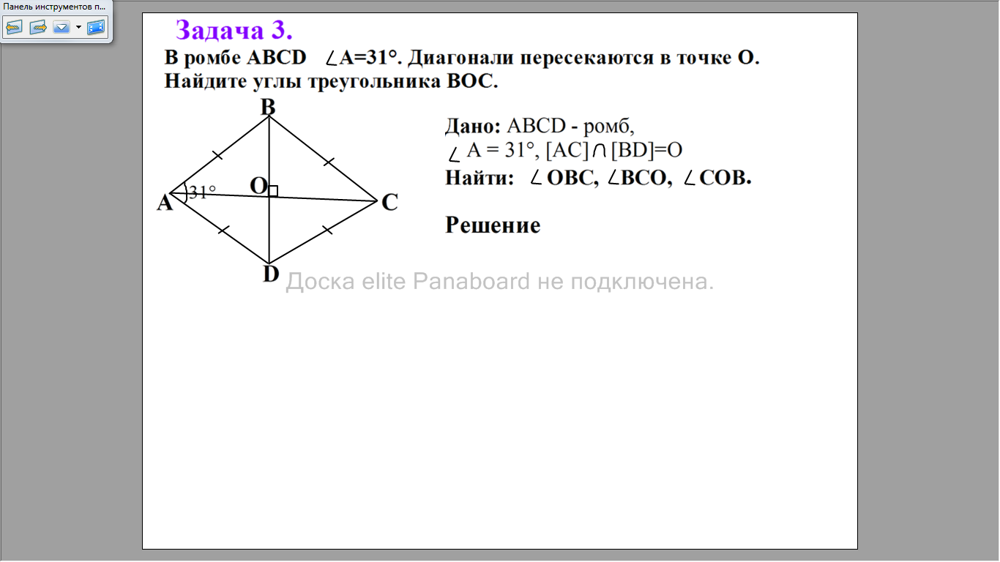 Панель инструментов п...
Задача 3.
В ромбе ABCD ∠A=31°. Диагонали пересекаются в точке О.
Найдите углы треугольника ВОС.
B
Дано: ABCD - ромб,
∠ A = 31°, [AC]∩[BD]=O
Найти: ∠ OBC, ∠BCO, ∠ COB.
O
31°
A
C
Решение
D
Доска elite Panaboard не подключена.